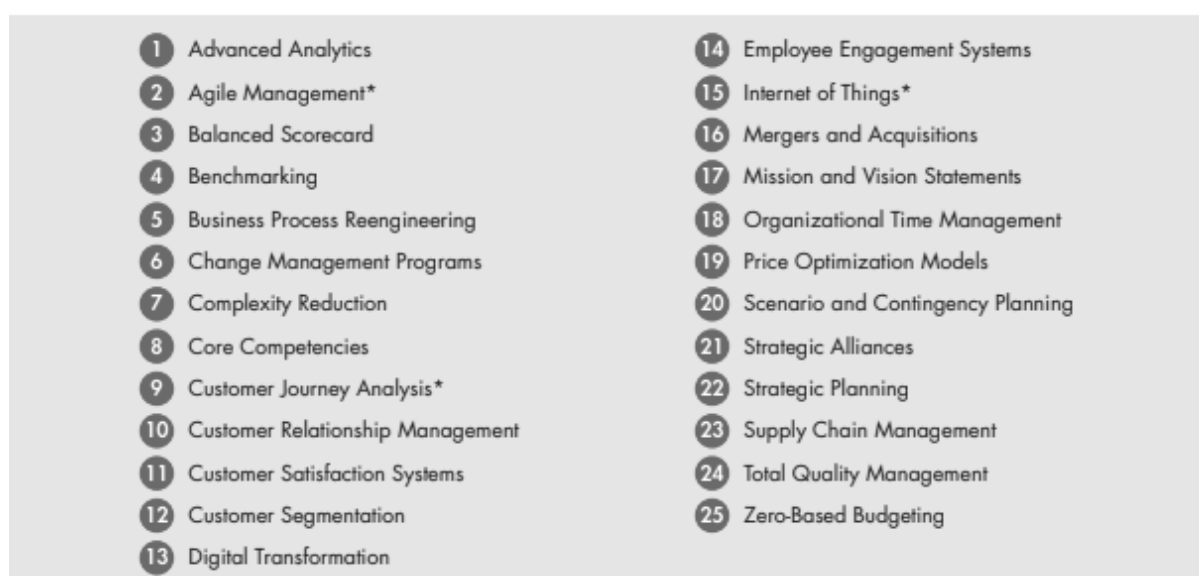 1 Advanced Analytics
2 Agile Management*
3 Balanced Scorecard
4 Benchmarking
5 Business Process Reengineering
6 Change Management Programs
7 Complexity Reduction
8 Core Competencies
9 Customer Journey Analysis*
10 Customer Relationship Management
11 Customer Satisfaction Systems
12 Customer Segmentation
13 Digital Transformation
14 Employee Engagement Systems
15 Internet of Things*
16 Mergers and Acquisitions
17 Mission and Vision Statements
18 Organizational Time Management
19 Price Optimization Models
20 Scenario and Contingency Planning
21 Strategic Alliances
22 Strategic Planning
23 Supply Chain Management
24 Total Quality Management
25 Zero-Based Budgeting